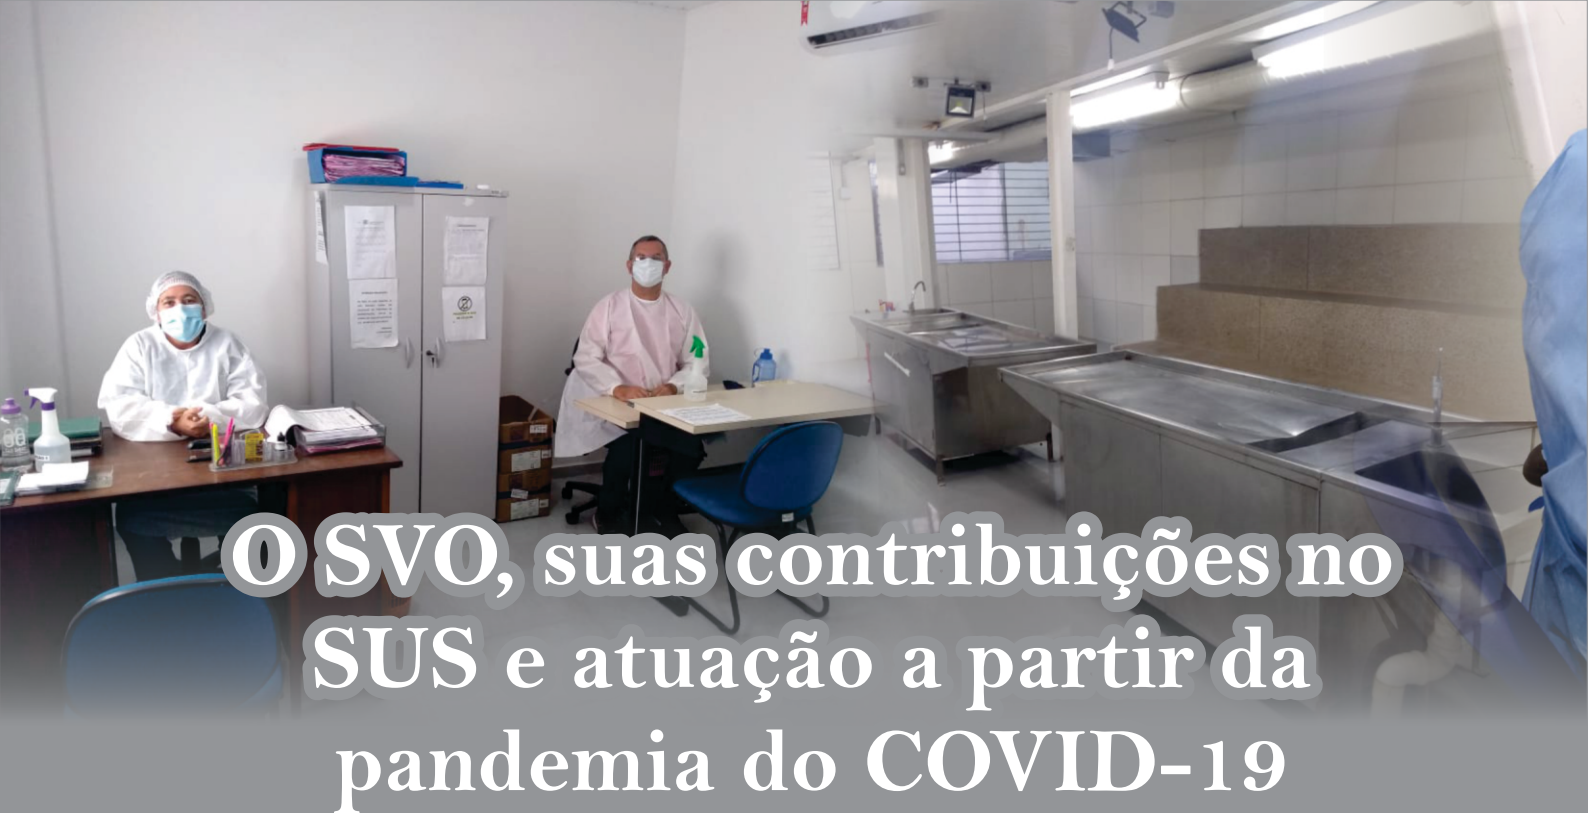 O SVO, suas contribuições no
SUS e atuação a partir da
pandemia do COVID-19